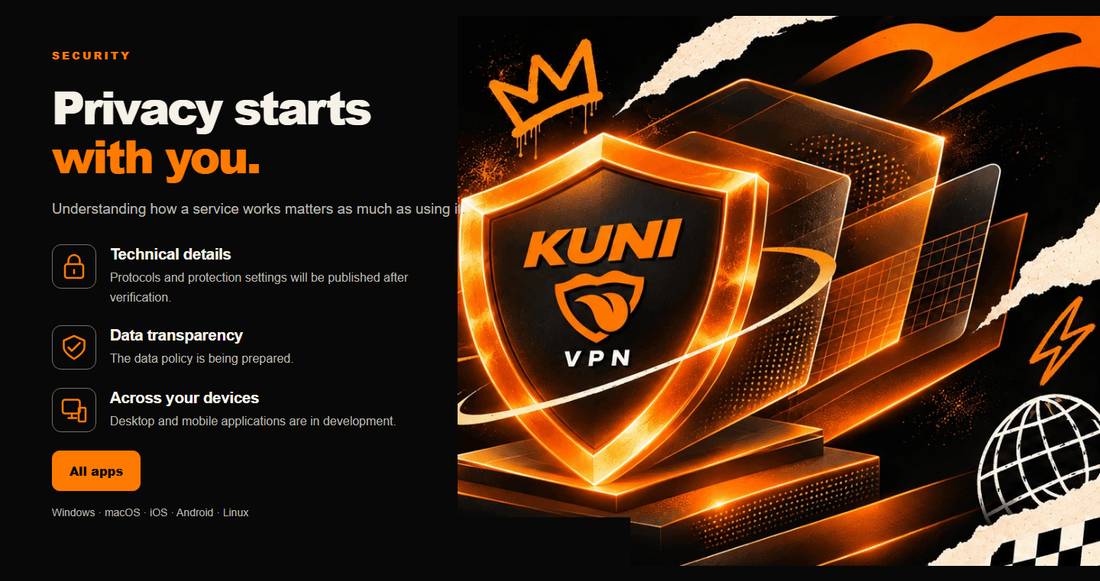 SECURITY
Privacy starts
with you.
Understanding how a service works matters as much as using
Technical details
Protocols and protection settings will be published after
verification.
Data transparency
The data policy is being prepared.
Across your devices
Desktop and mobile applications are in development.
All apps
Windows · macOS · iOS · Android · Linux
KUNI
VPN